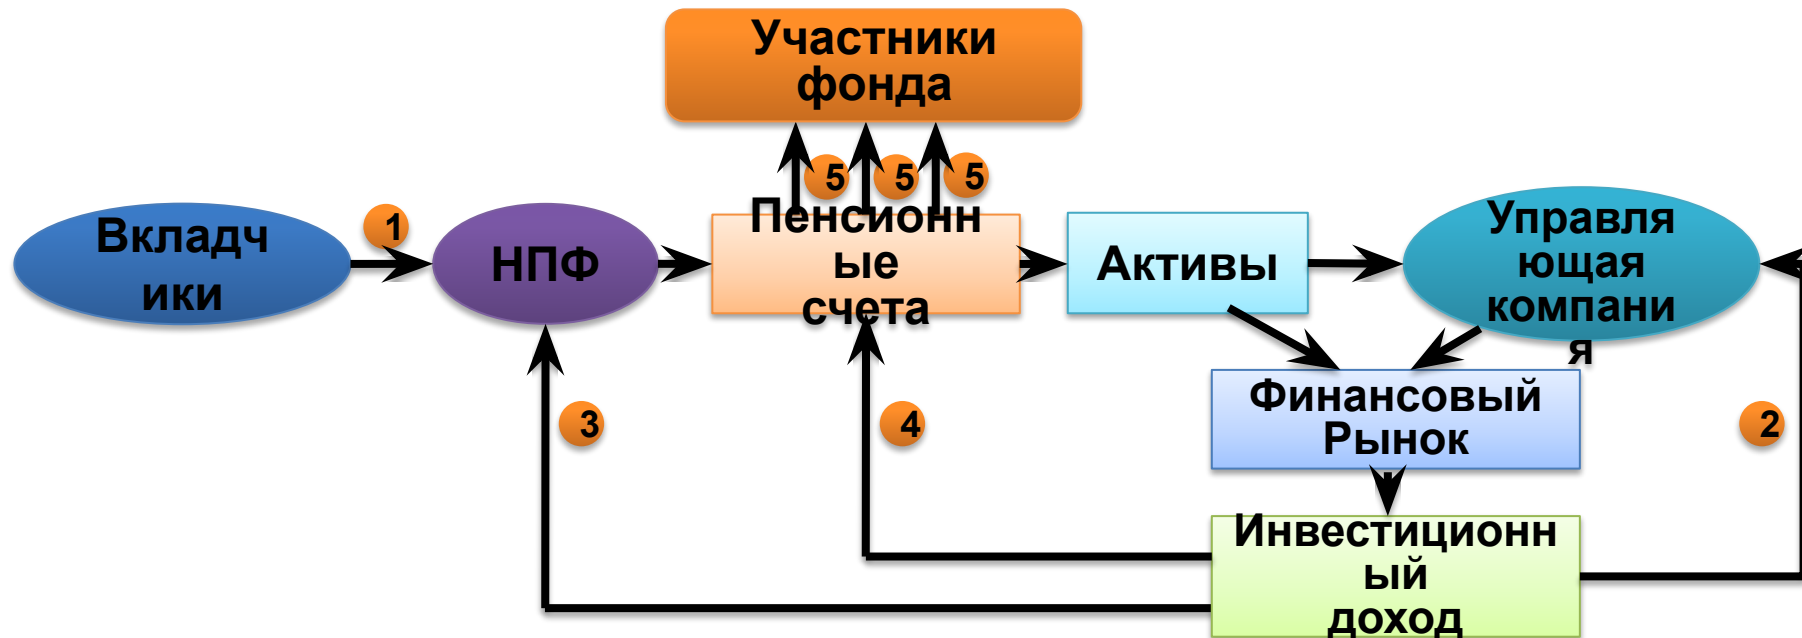 Участники
фонда
5
5
5
Вкладч
ики
1
НПФ
Пенсионн
ые
счета
Активы
Управля
ющая
компани
я
Финансовый
Рынок
3
4
2
Инвестиционн
ый
доход